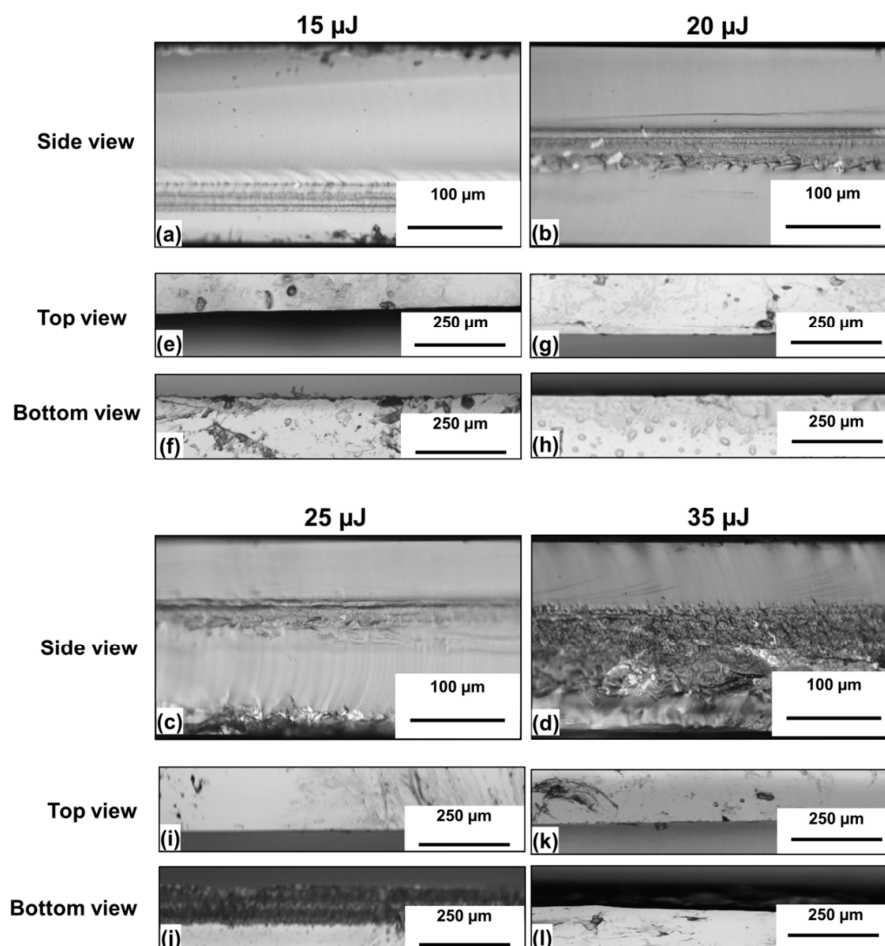 15 µJ
20 µJ
Side view
100 µm
100 µm
(a)
(b)
Top view
250 µm
250 µm
(e)
(g)
Bottom view
250 µm
250 µm
(f)
(h)
25 µJ
35 µJ
Side view
100 µm
100 µm
(c)
(d)
Top view
250 µm
250 µm
(i)
(k)
Bottom view
250 µm
250 µm
(j)
(l)